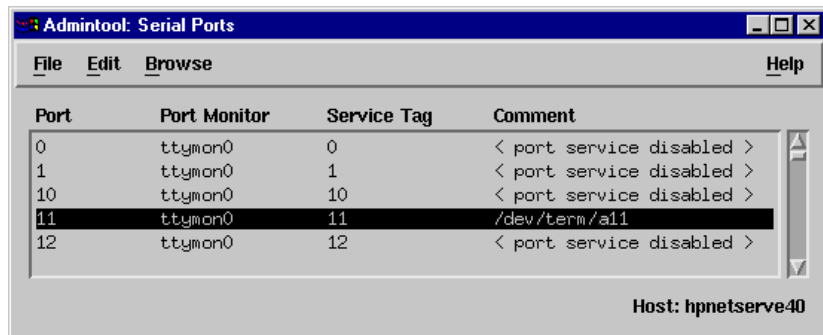 Admintool: Serial Ports
File Edit Browse Help
Port Port Monitor Service Tag Comment
0 ttymon0 0 < port service disabled >
1 ttymon0 1 < port service disabled >
10 ttymon0 10 < port service disabled >
11 ttymon0 11 /dev/term/a11
12 ttymon0 12 < port service disabled >
Host: hpnetserve40